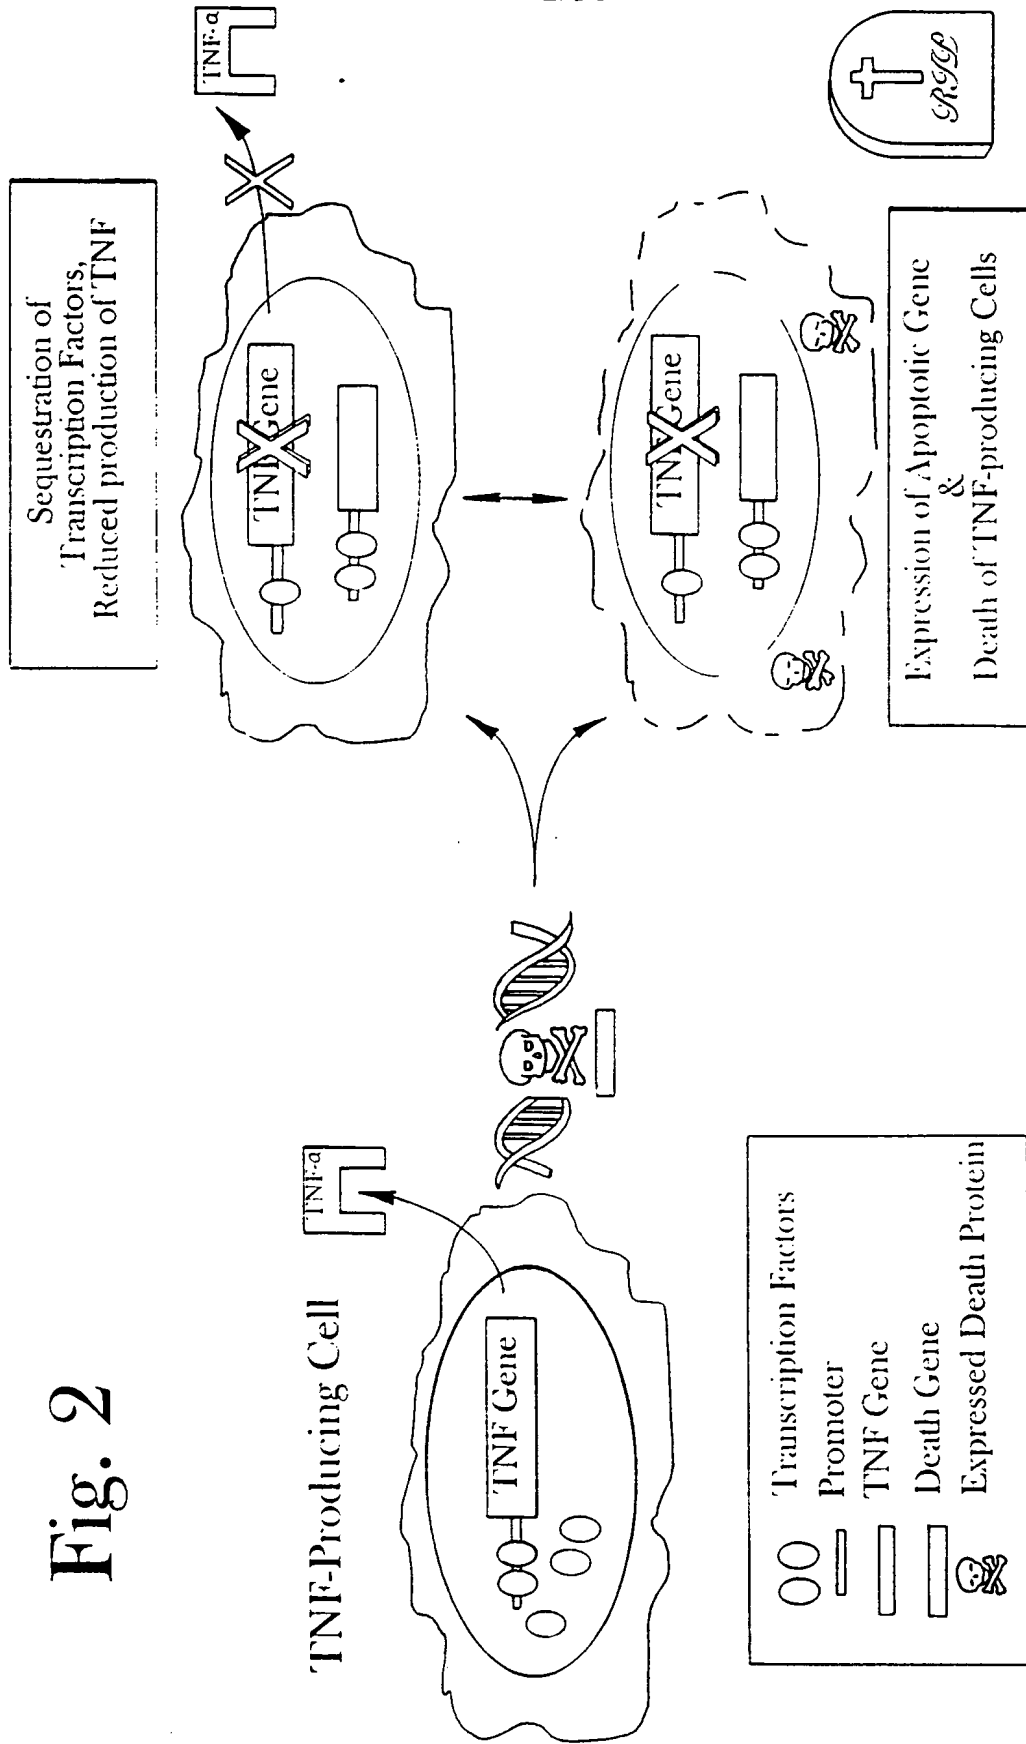 Fig. 2
TNF-Producing Cell
TNF-a
TNF Gene
Transcription Factors
Promoter
TNF Gene
Death Gene
Expressed Death Protein
Sequestration of
Transcription Factors,
Reduced production of TNF
TNF-a
TNF Gene
TNF Gene
Expression of Apoptotic Gene
&
Death of TNF-producing Cells
RIP